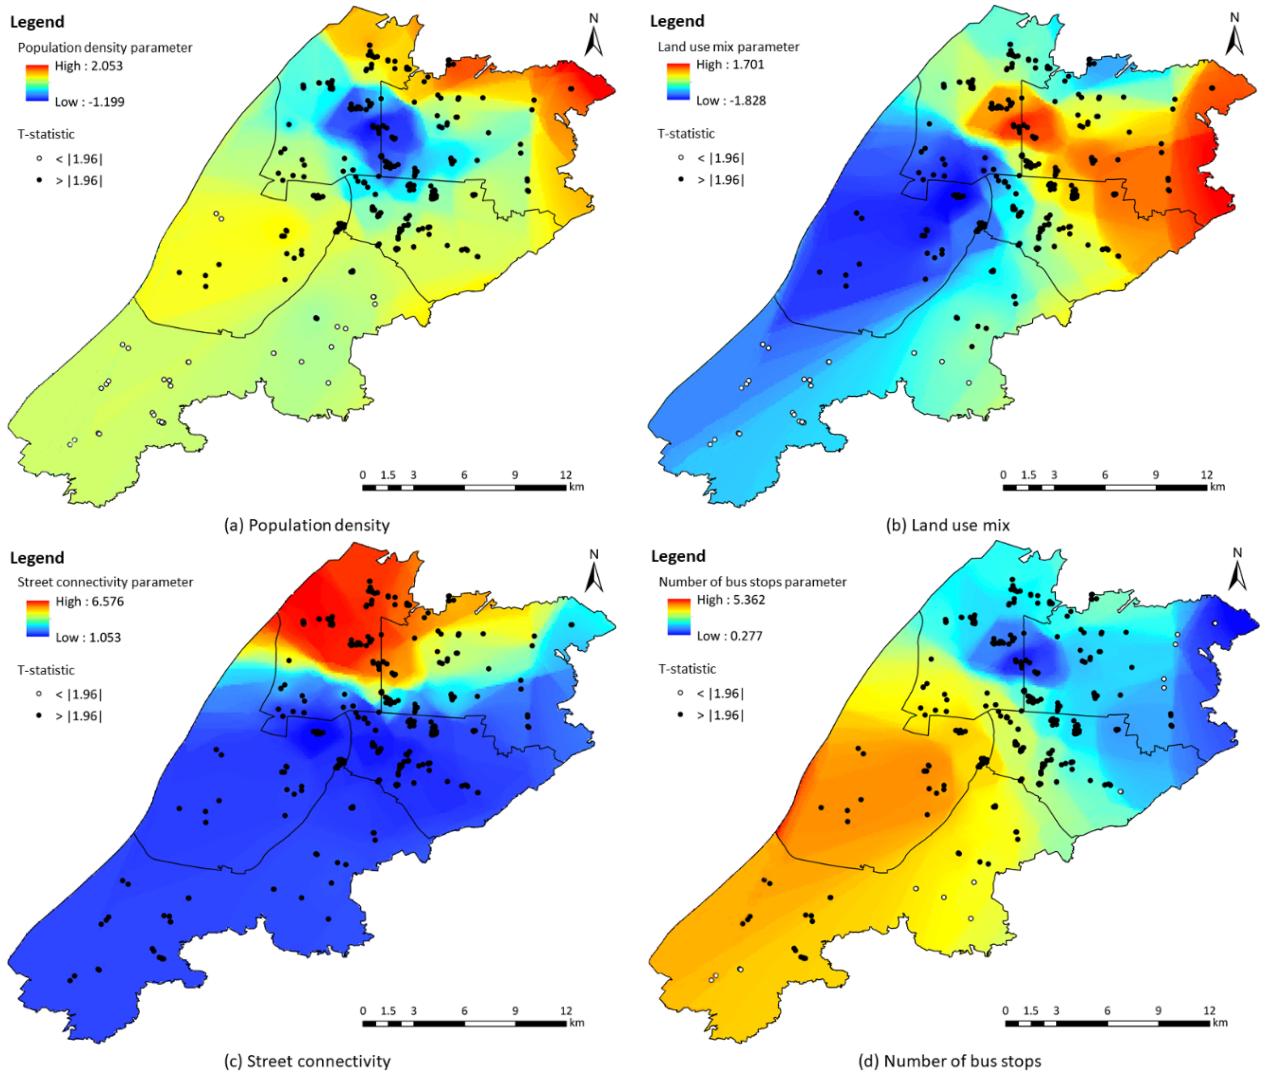 Legend
Population density parameter
High : 2.053
Low : -1.199
T-statistic
< |1.96|
> |1.96|
N
0 1.5 3 6 9 12
km
(a) Population density
Legend
Land use mix parameter
High : 1.701
Low : -1.828
T-statistic
< |1.96|
> |1.96|
N
0 1.5 3 6 9 12
km
(b) Land use mix
Legend
Street connectivity parameter
High : 6.576
Low : 1.053
T-statistic
< |1.96|
> |1.96|
N
0 1.5 3 6 9 12
km
(c) Street connectivity
Legend
Number of bus stops parameter
High : 5.362
Low : 0.277
T-statistic
< |1.96|
> |1.96|
N
0 1.5 3 6 9 12
km
(d) Number of bus stops